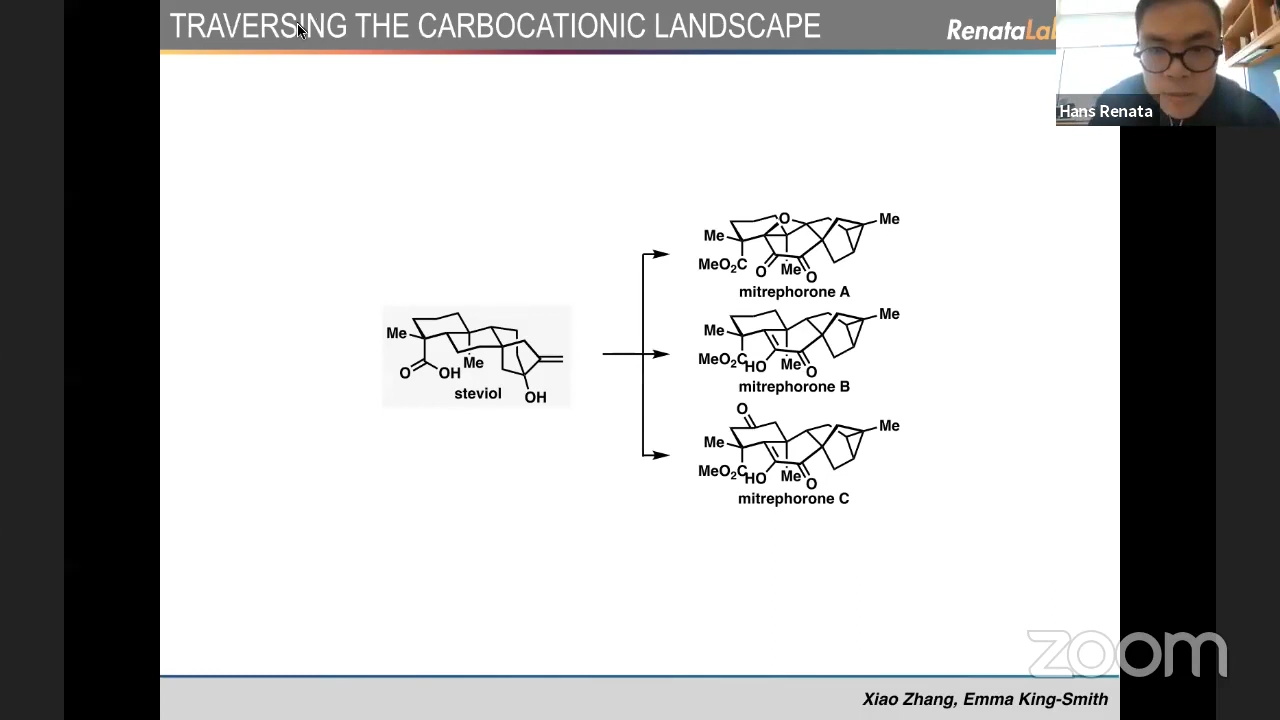 TRAVERSING THE CARBOCATIONIC LANDSCAPE
RenataLab
Hans Renata
Me
O
OH
Me
steviol
OH
O
Me
Me
MeO2C
O
Me
O
mitrephorone A
Me
Me
MeO2C
HO
Me
O
mitrephorone B
O
Me
Me
MeO2C
HO
Me
O
mitrephorone C
zoom
Xiao Zhang, Emma King-Smith